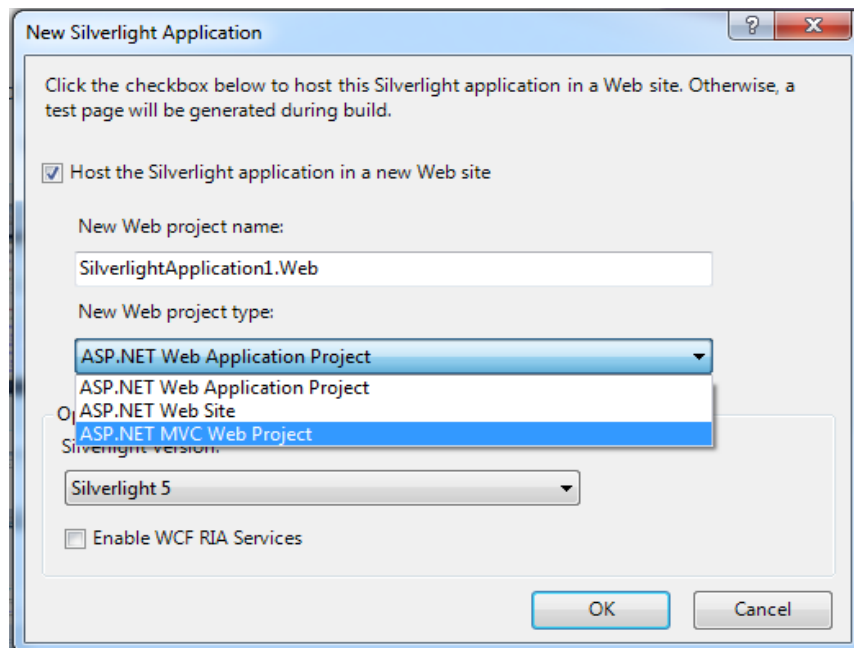 New Silverlight Application
Click the checkbox below to host this Silverlight application in a Web site. Otherwise, a
test page will be generated during build.
Host the Silverlight application in a new Web site
New Web project name:
SilverlightApplication1.Web
New Web project type:
ASP.NET Web Application Project
ASP.NET Web Application Project
ASP.NET Web Site
ASP.NET MVC Web Project
Silverlight Version:
Silverlight 5
Enable WCF RIA Services
OK Cancel